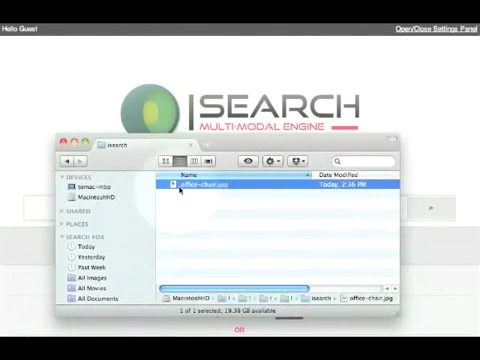 Hello Guest
Open/Close Settings Panel
ISEARCH
MULTI-MODAL ENGINE
isearch
Name
Date Modified
office-chair.jpg
Today, 2:36 PM
DEVICES
tomac-mbp
MacintoshHD
SHARED
PLACES
SEARCH FOR
Today
Yesterday
Past Week
All Images
All Movies
All Documents
MacintoshHD
isearch
office-chair.jpg
1 of 1 selected, 19.38 GB available
>
OR